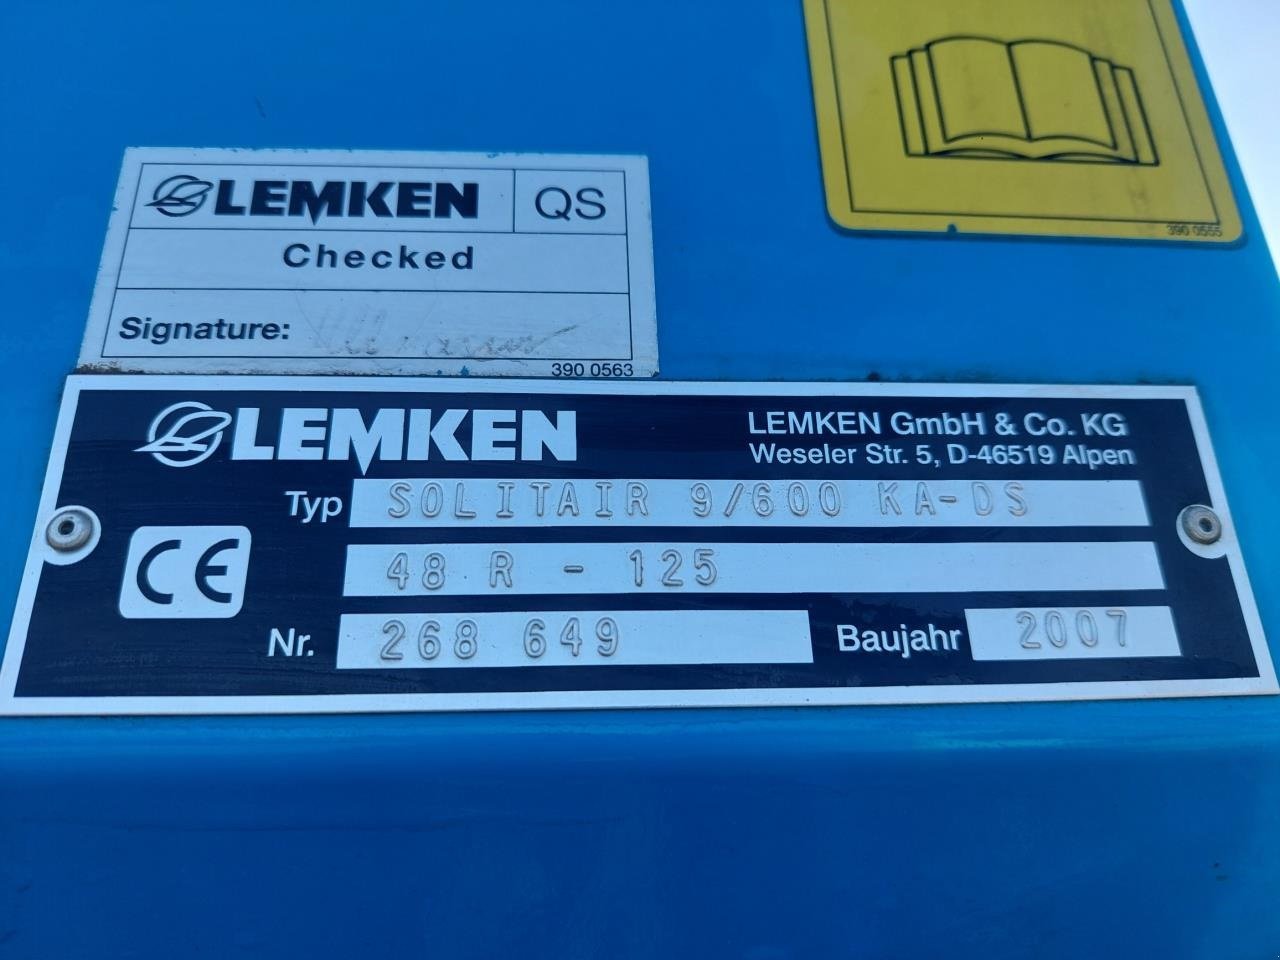 390 0555
LEMKEN QS
Checked
Signature:
390 0563
LEMKEN
LEMKEN GmbH & Co. KG
Weseler Str. 5, D-46519 Alpen
Typ SOLITAIR 9/600 KA-DS
48 R - 125
CE
Nr. 268 649 Baujahr 2007